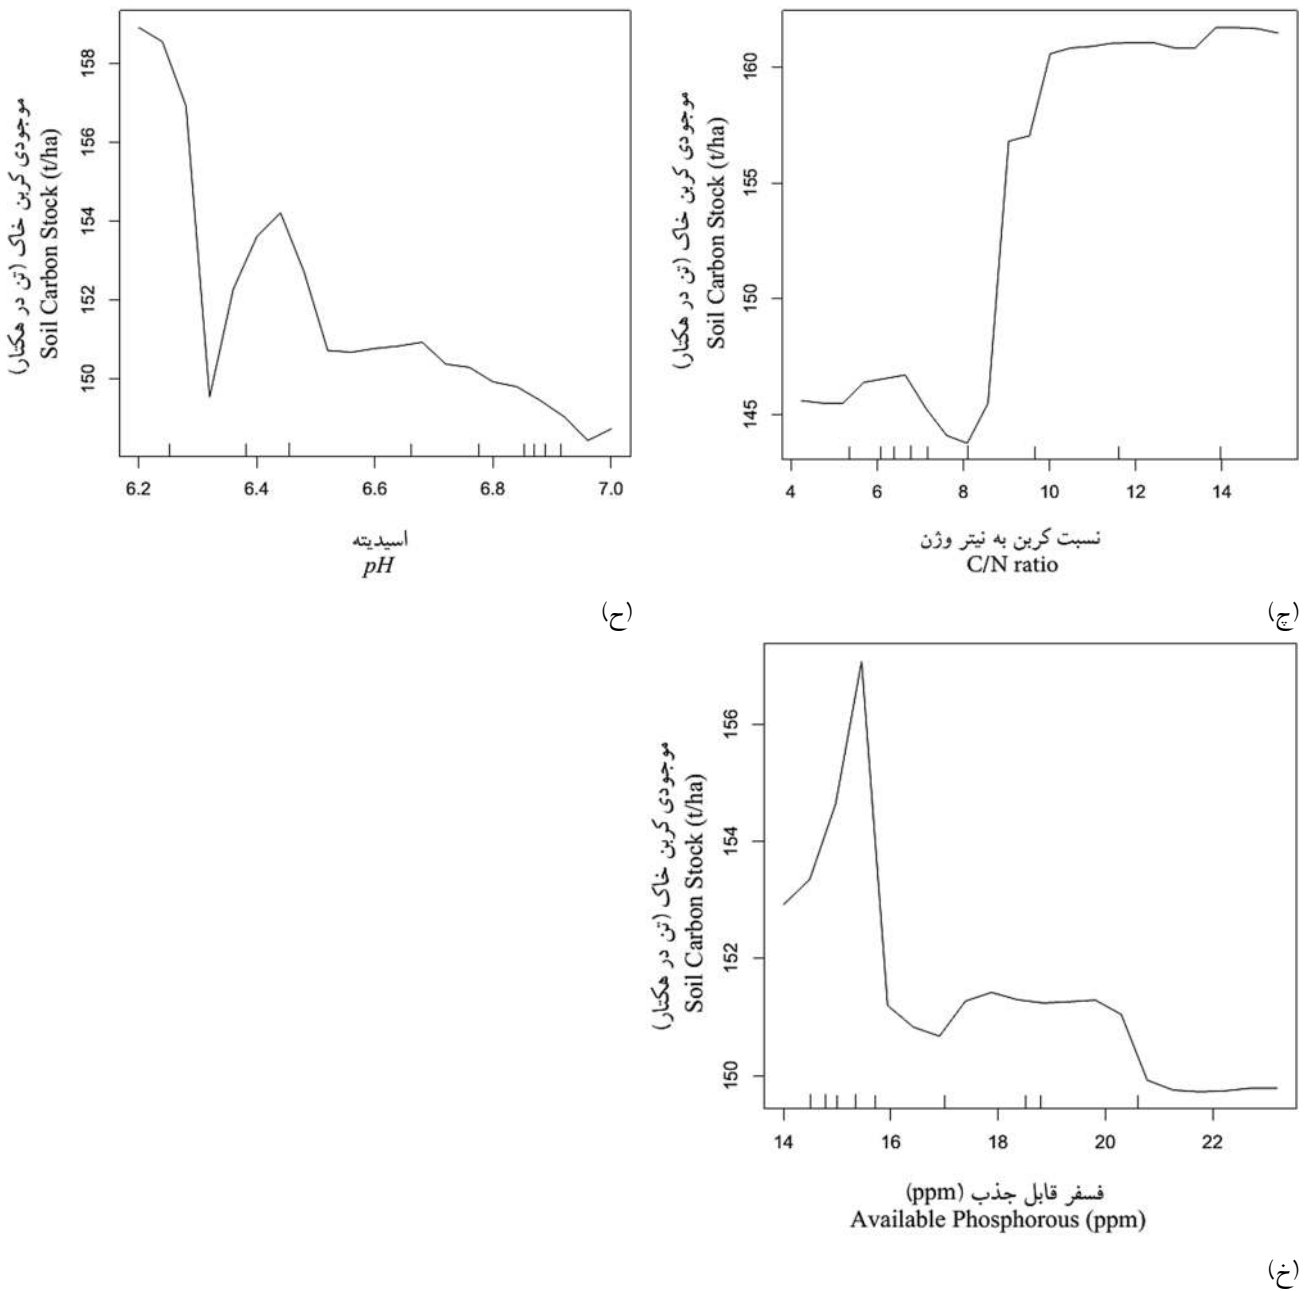 موجودی کربن خاک (تن در هکتار)
Soil Carbon Stock (t/ha)
158
156
154
152
150
6.2 6.4 6.6 6.8 7.0
اسیدیته
pH
(ح)
موجودی کربن خاک (تن در هکتار)
Soil Carbon Stock (t/ha)
160
155
150
145
4 6 8 10 12 14
نسبت کربن به نیتر وژن
C/N ratio
(چ)
موجودی کربن خاک (تن در هکتار)
Soil Carbon Stock (t/ha)
156
154
152
150
14 16 18 20 22
فسفر قابل جذب (ppm)
Available Phosphorous (ppm)
(خ)